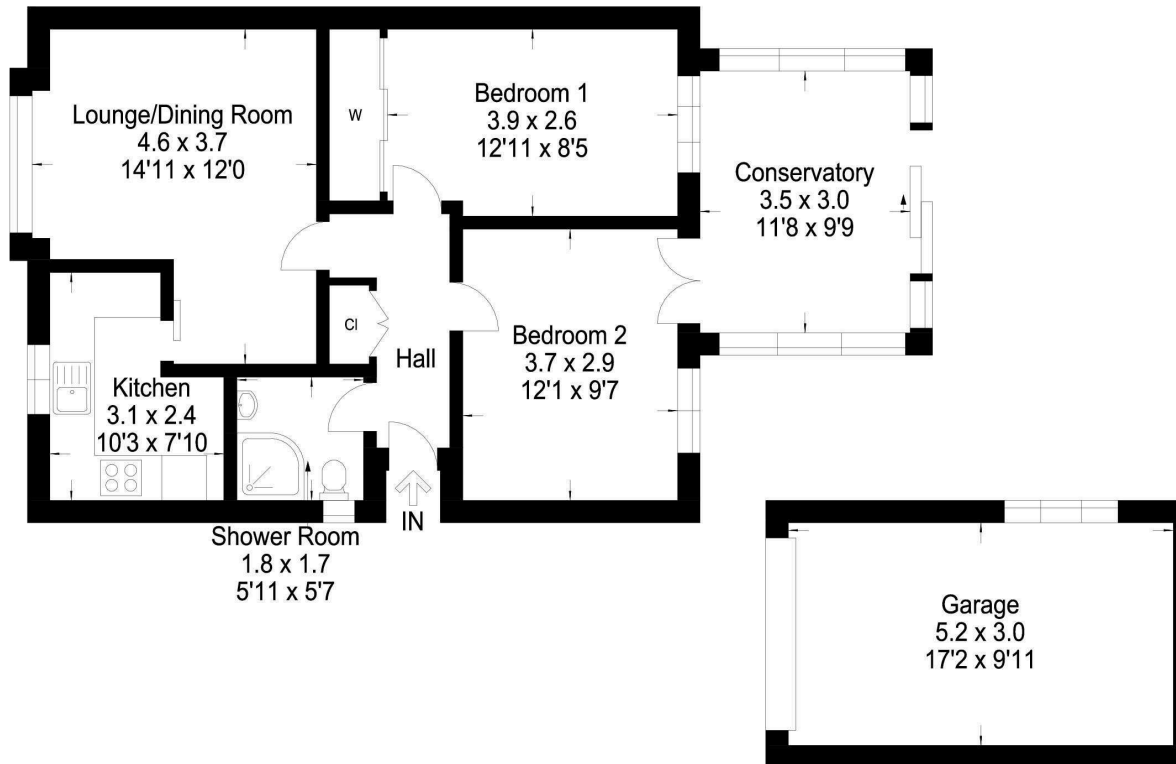 Lounge/Dining Room
4.6 x 3.7
14'11 x 12'0
W
Bedroom 1
3.9 x 2.6
12'11 x 8'5
Conservatory
3.5 x 3.0
11'8 x 9'9
Cl
Hall
Bedroom 2
3.7 x 2.9
12'1 x 9'7
Kitchen
3.1 x 2.4
10'3 x 7'10
IN
Shower Room
1.8 x 1.7
5'11 x 5'7
Garage
5.2 x 3.0
17'2 x 9'11